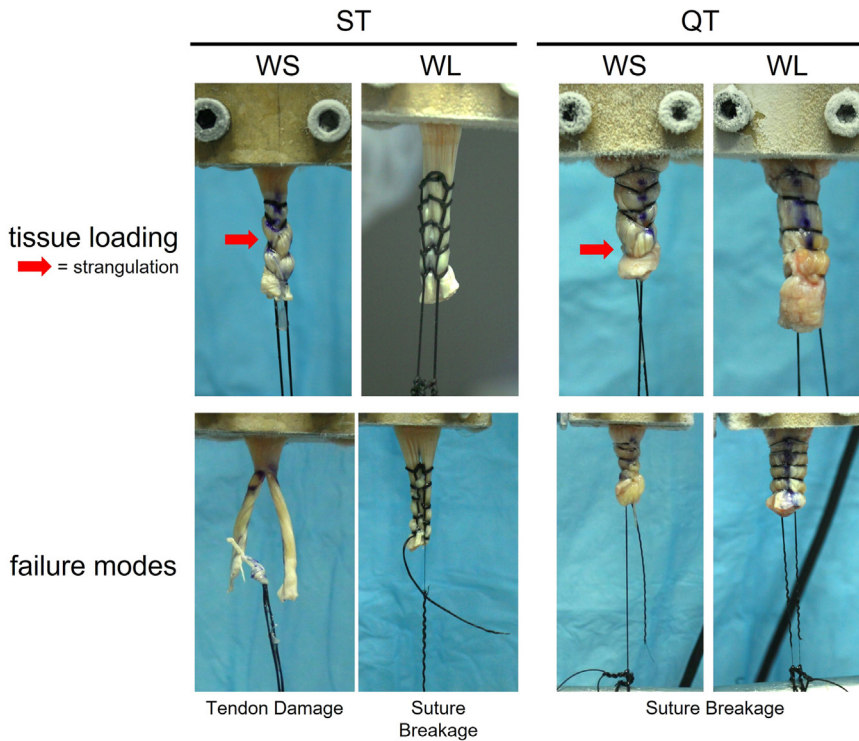 ST QT
WS WL WS WL
tissue loading
= strangulation
failure modes
Tendon Damage Suture Suture Breakage
Breakage